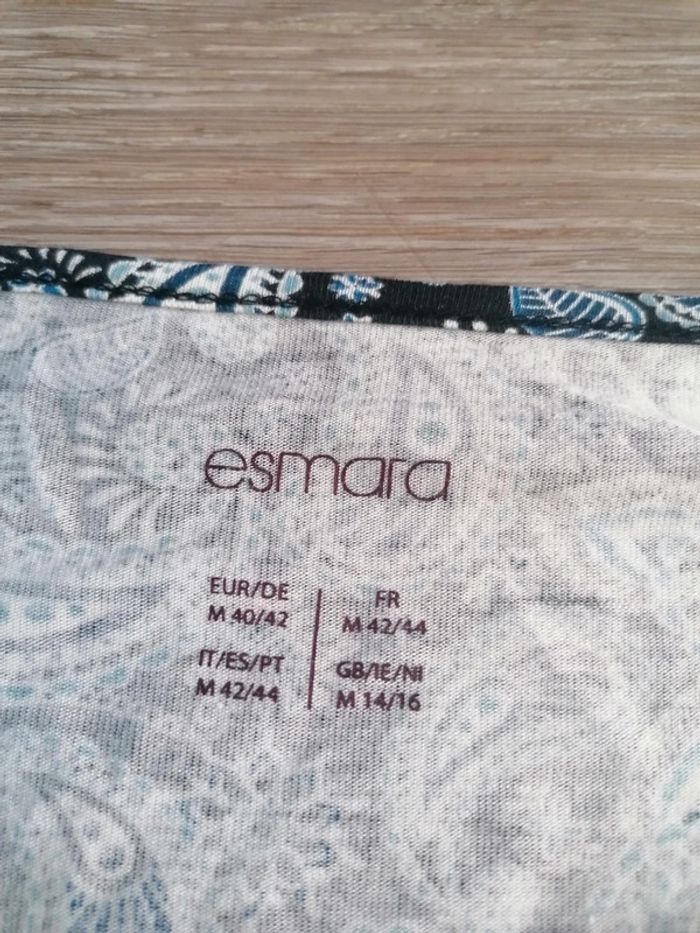 esmara
EUR/DE
M 40/42
FR
M 42/44
IT/ES/PT
M 42/44
GB/IE/NI
M 14/16